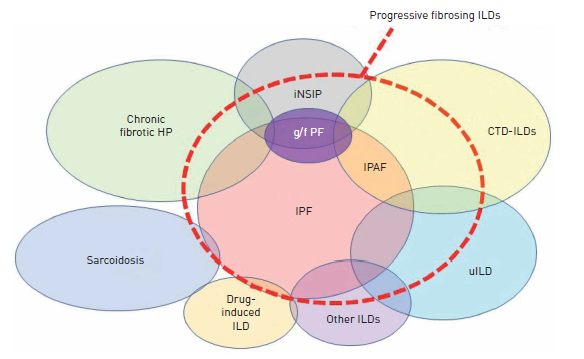 Progressive fibrosing ILDs
iNSIP
Chronic
fibrotic HP
g/f PF
CTD-ILDs
IPAF
IPF
Sarcoidosis
uILD
Drug-
induced
ILD
Other ILDs